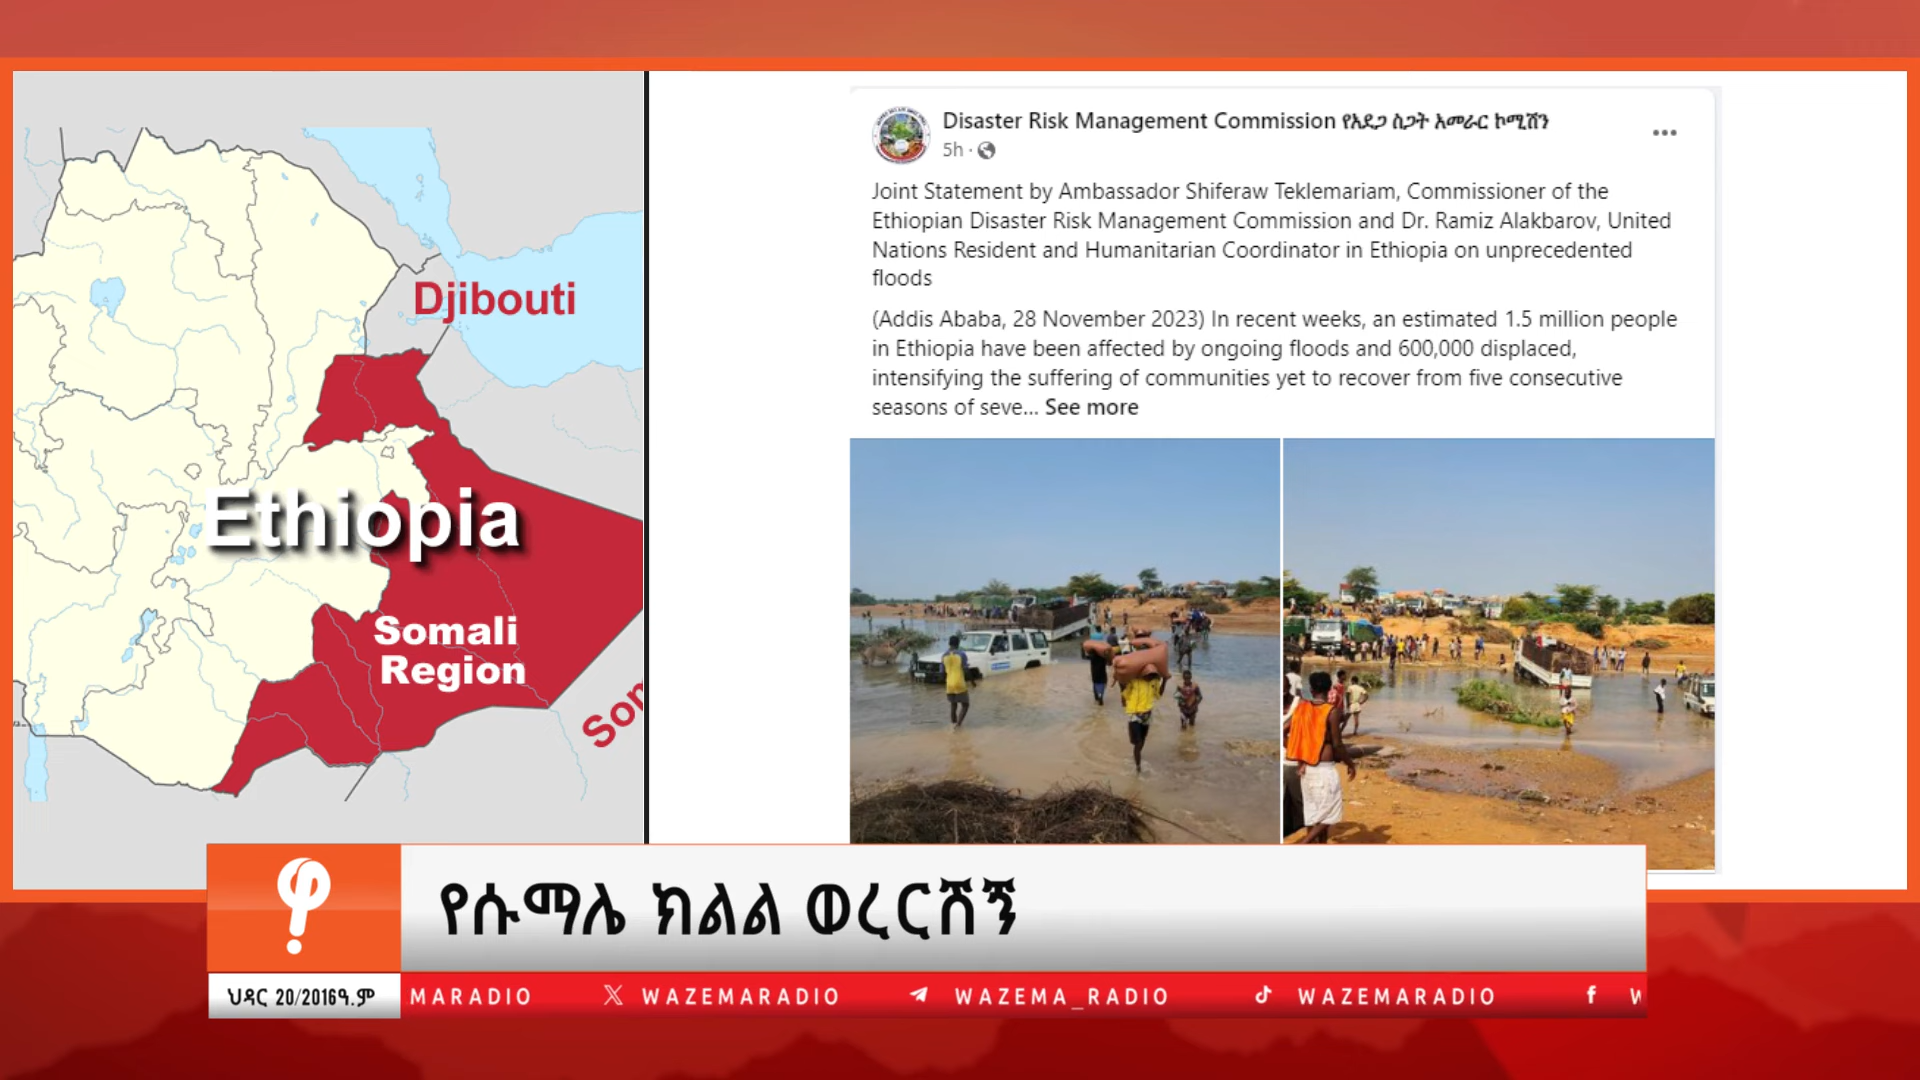 Djibouti
Ethiopia
Somali
Region
Som
Disaster Risk Management Commission የአደጋ ስጋት አመራር ኮሚሽን
5h ·
Joint Statement by Ambassador Shiferaw Teklemariam, Commissioner of the
Ethiopian Disaster Risk Management Commission and Dr. Ramiz Alakbarov, United
Nations Resident and Humanitarian Coordinator in Ethiopia on unprecedented
floods
(Addis Ababa, 28 November 2023) In recent weeks, an estimated 1.5 million people
in Ethiopia have been affected by ongoing floods and 600,000 displaced,
intensifying the suffering of communities yet to recover from five consecutive
seasons of seve... See more
የሱማሌ ክልል ወረርሽኝ
ህዳር 20/2016ዓ.ም
MARADIO WAZEMARADIO WAZEMA_RADIO WAZEMARADIO W